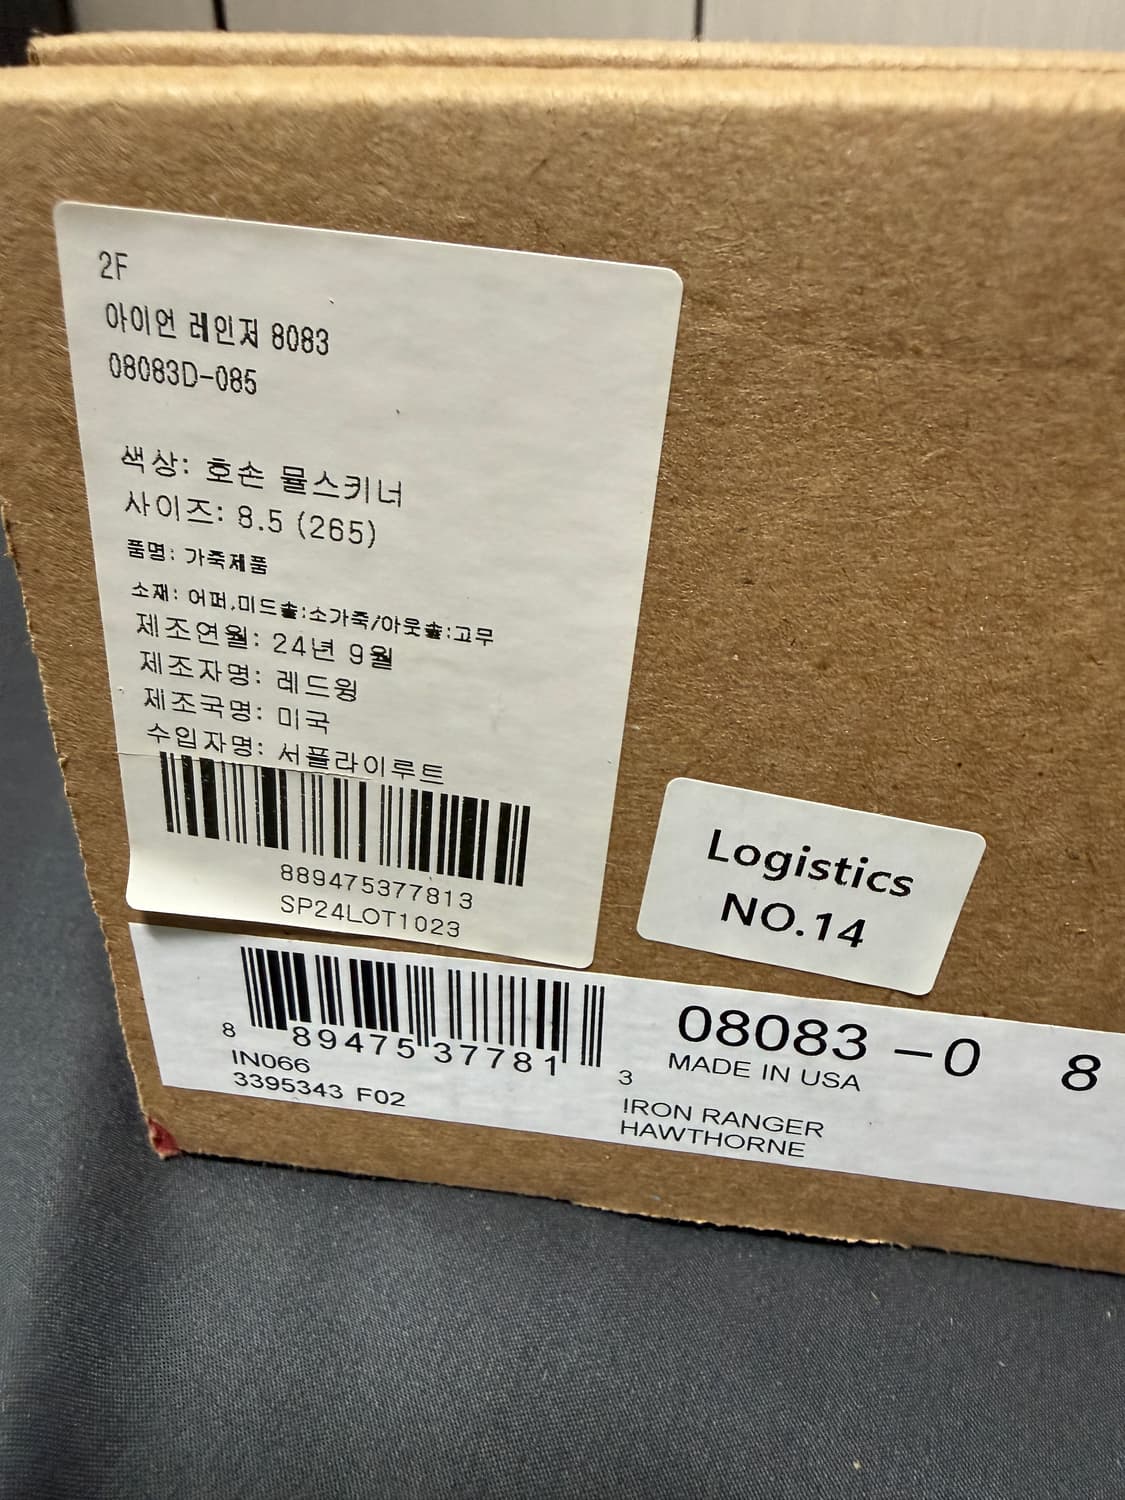 2F
아이언 레인저 8083
08083D-085
색상: 호손 뮬스키너
사이즈: 8.5 (265)
품명: 가죽제품
소재: 어퍼,미드솔:소가죽/아웃솔:고무
제조연월: 24년 9월
제조자명: 레드윙
제조국명: 미국
수입자명: 서플라이루트
889475377813
SP24LOT1023
Logistics
NO.14
8 89475 37781 3
IN066
3395343 F02
08083 -0 8
MADE IN USA
IRON RANGER
HAWTHORNE